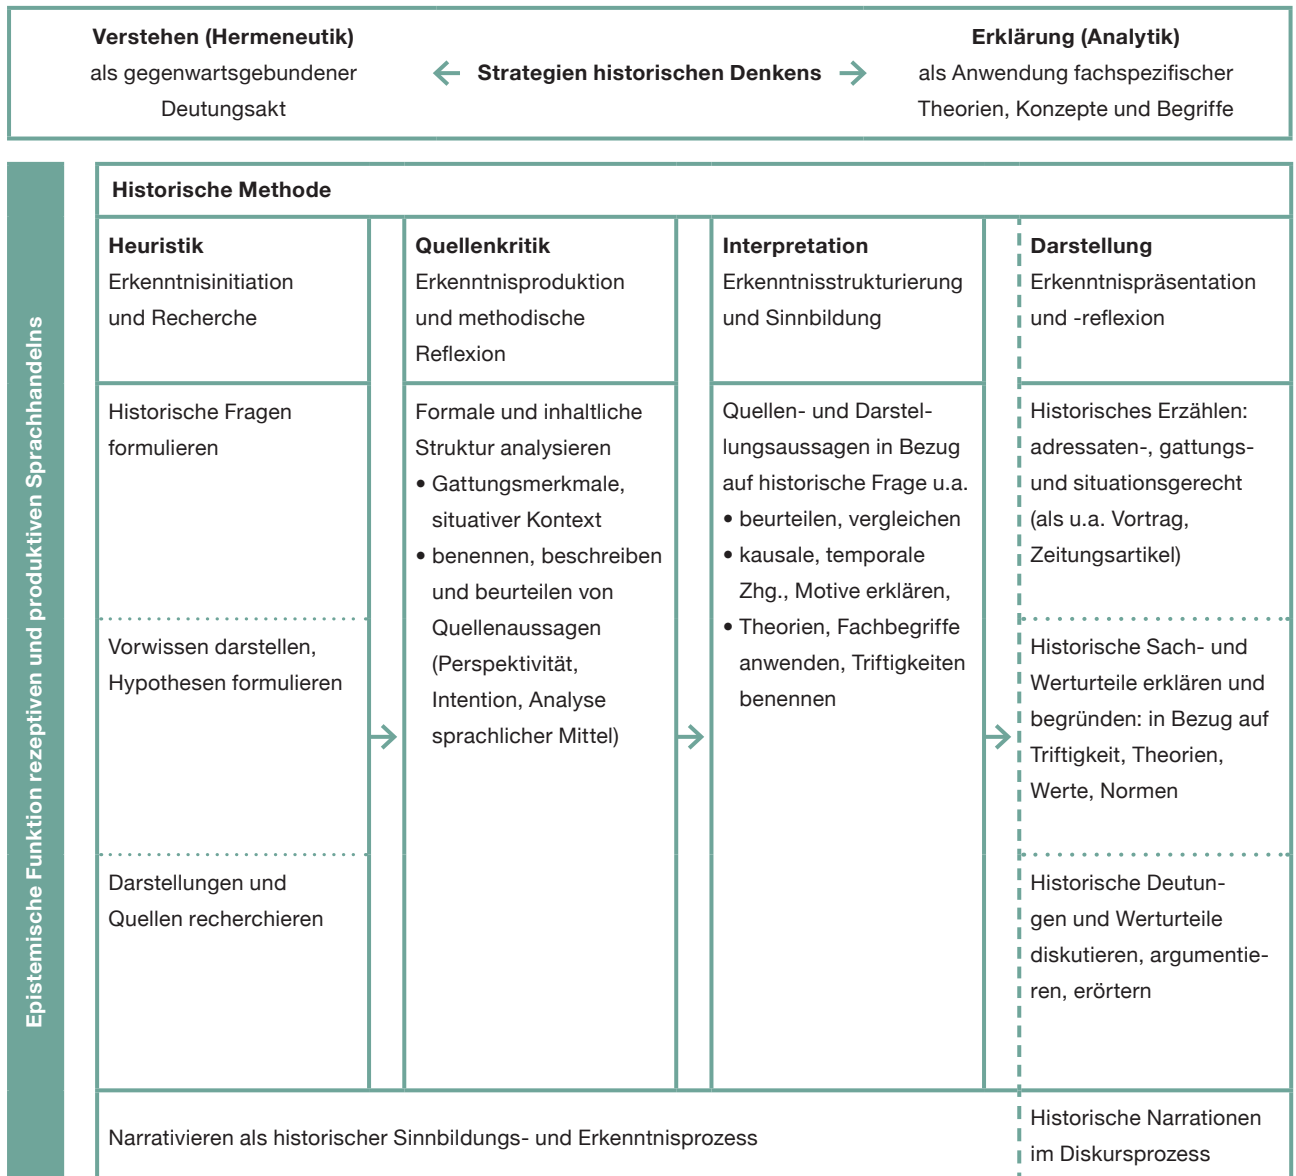 Verstehen (Hermeneutik)
als gegenwartsgebundener
Deutungsakt
Strategien historischen Denkens
Erklärung (Analytik)
als Anwendung fachspezifischer
Theorien, Konzepte und Begriffe
Epistemische Funktion rezeptiven und produktiven Sprachhandelns
Historische Methode
Heuristik
Erkenntnisinitiation
und Recherche
Historische Fragen
formulieren
Vorwissen darstellen,
Hypothesen formulieren
Darstellungen und
Quellen recherchieren
Quellenkritik
Erkenntnisproduktion
und methodische
Reflexion
Formale und inhaltliche
Struktur analysieren
• Gattungsmerkmale,
situativer Kontext
• benennen, beschreiben
und beurteilen von
Quellenaussagen
(Perspektivität,
Intention, Analyse
sprachlicher Mittel)
Interpretation
Erkenntnisstrukturierung
und Sinnbildung
Quellen- und Darstel-
lungsaussagen in Bezug
auf historische Frage u.a.
• beurteilen, vergleichen
• kausale, temporale
Zhg., Motive erklären,
• Theorien, Fachbegriffe
anwenden, Triftigkeiten
benennen
Darstellung
Erkenntnispräsentation
und -reflexion
Historisches Erzählen:
adressaten-, gattungs-
und situationsgerecht
(als u.a. Vortrag,
Zeitungsartikel)
Historische Sach- und
Werturteile erklären und
begründen: in Bezug auf
Triftigkeit, Theorien,
Werte, Normen
Historische Deutun-
gen und Werturteile
diskutieren, argumentie-
ren, erörtern
Narrativieren als historischer Sinnbildungs- und Erkenntnisprozess
Historische Narrationen
im Diskursprozess